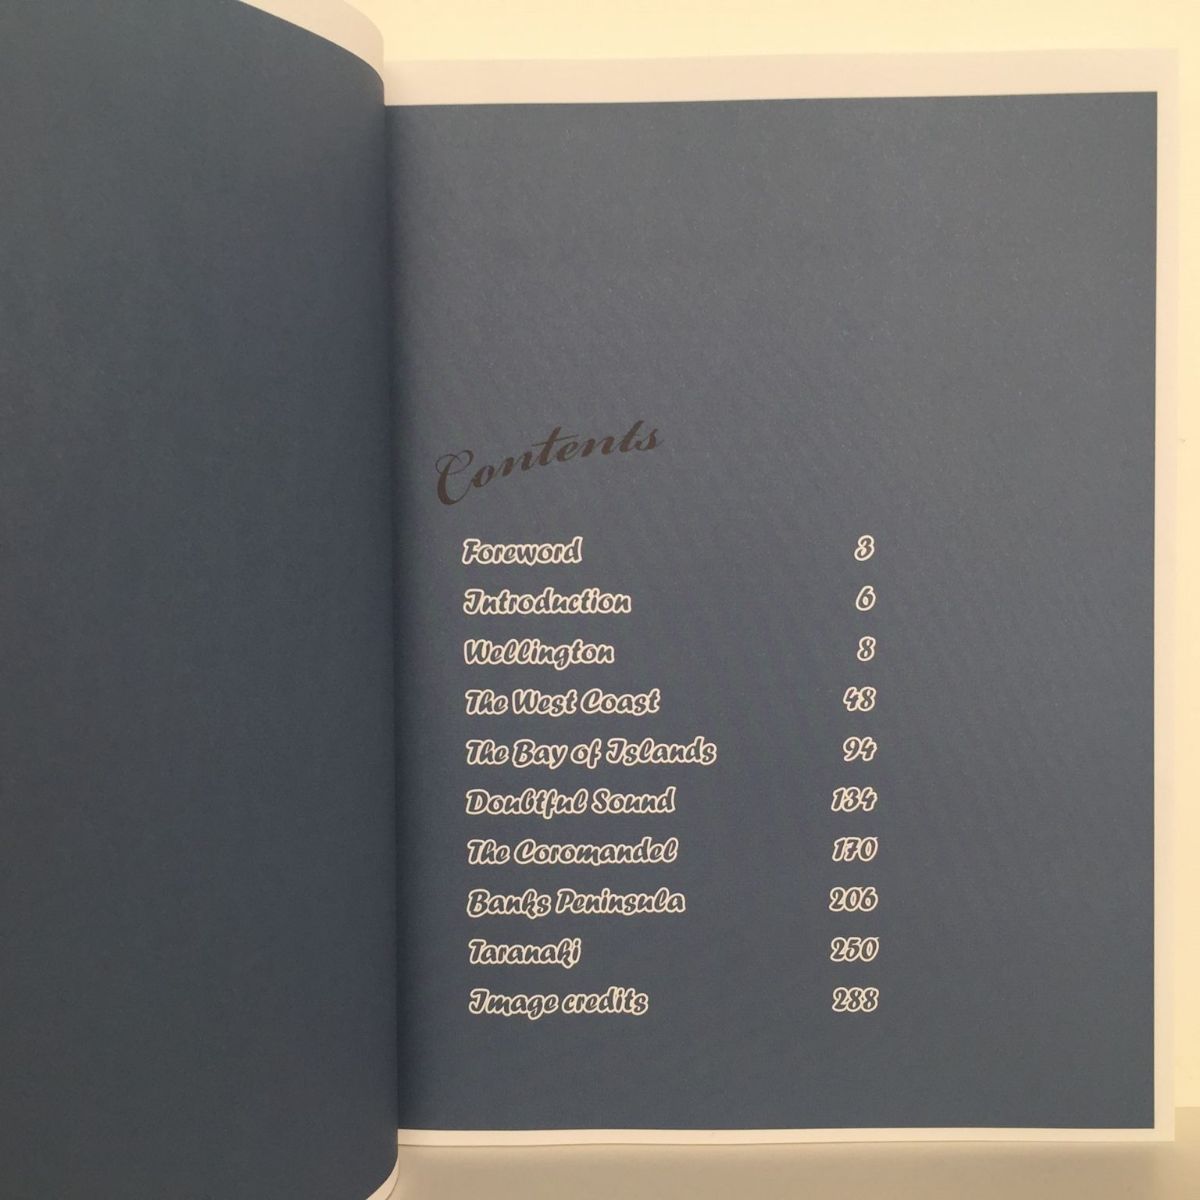 Contents
Foreword 3
Introduction 6
Wellington 8
The West Coast 48
The Bay of Islands 94
Doubtful Sound 134
The Coromandel 170
Banks Peninsula 206
Taranaki 250
Image credits 288